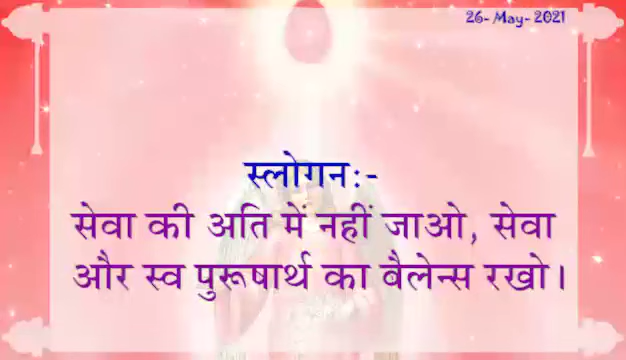 26- May- 2021
स्लोगनः-
सेवा की अति में नहीं जाओ, सेवा
और स्व पुरूषार्थ का बैलेन्स रखो।